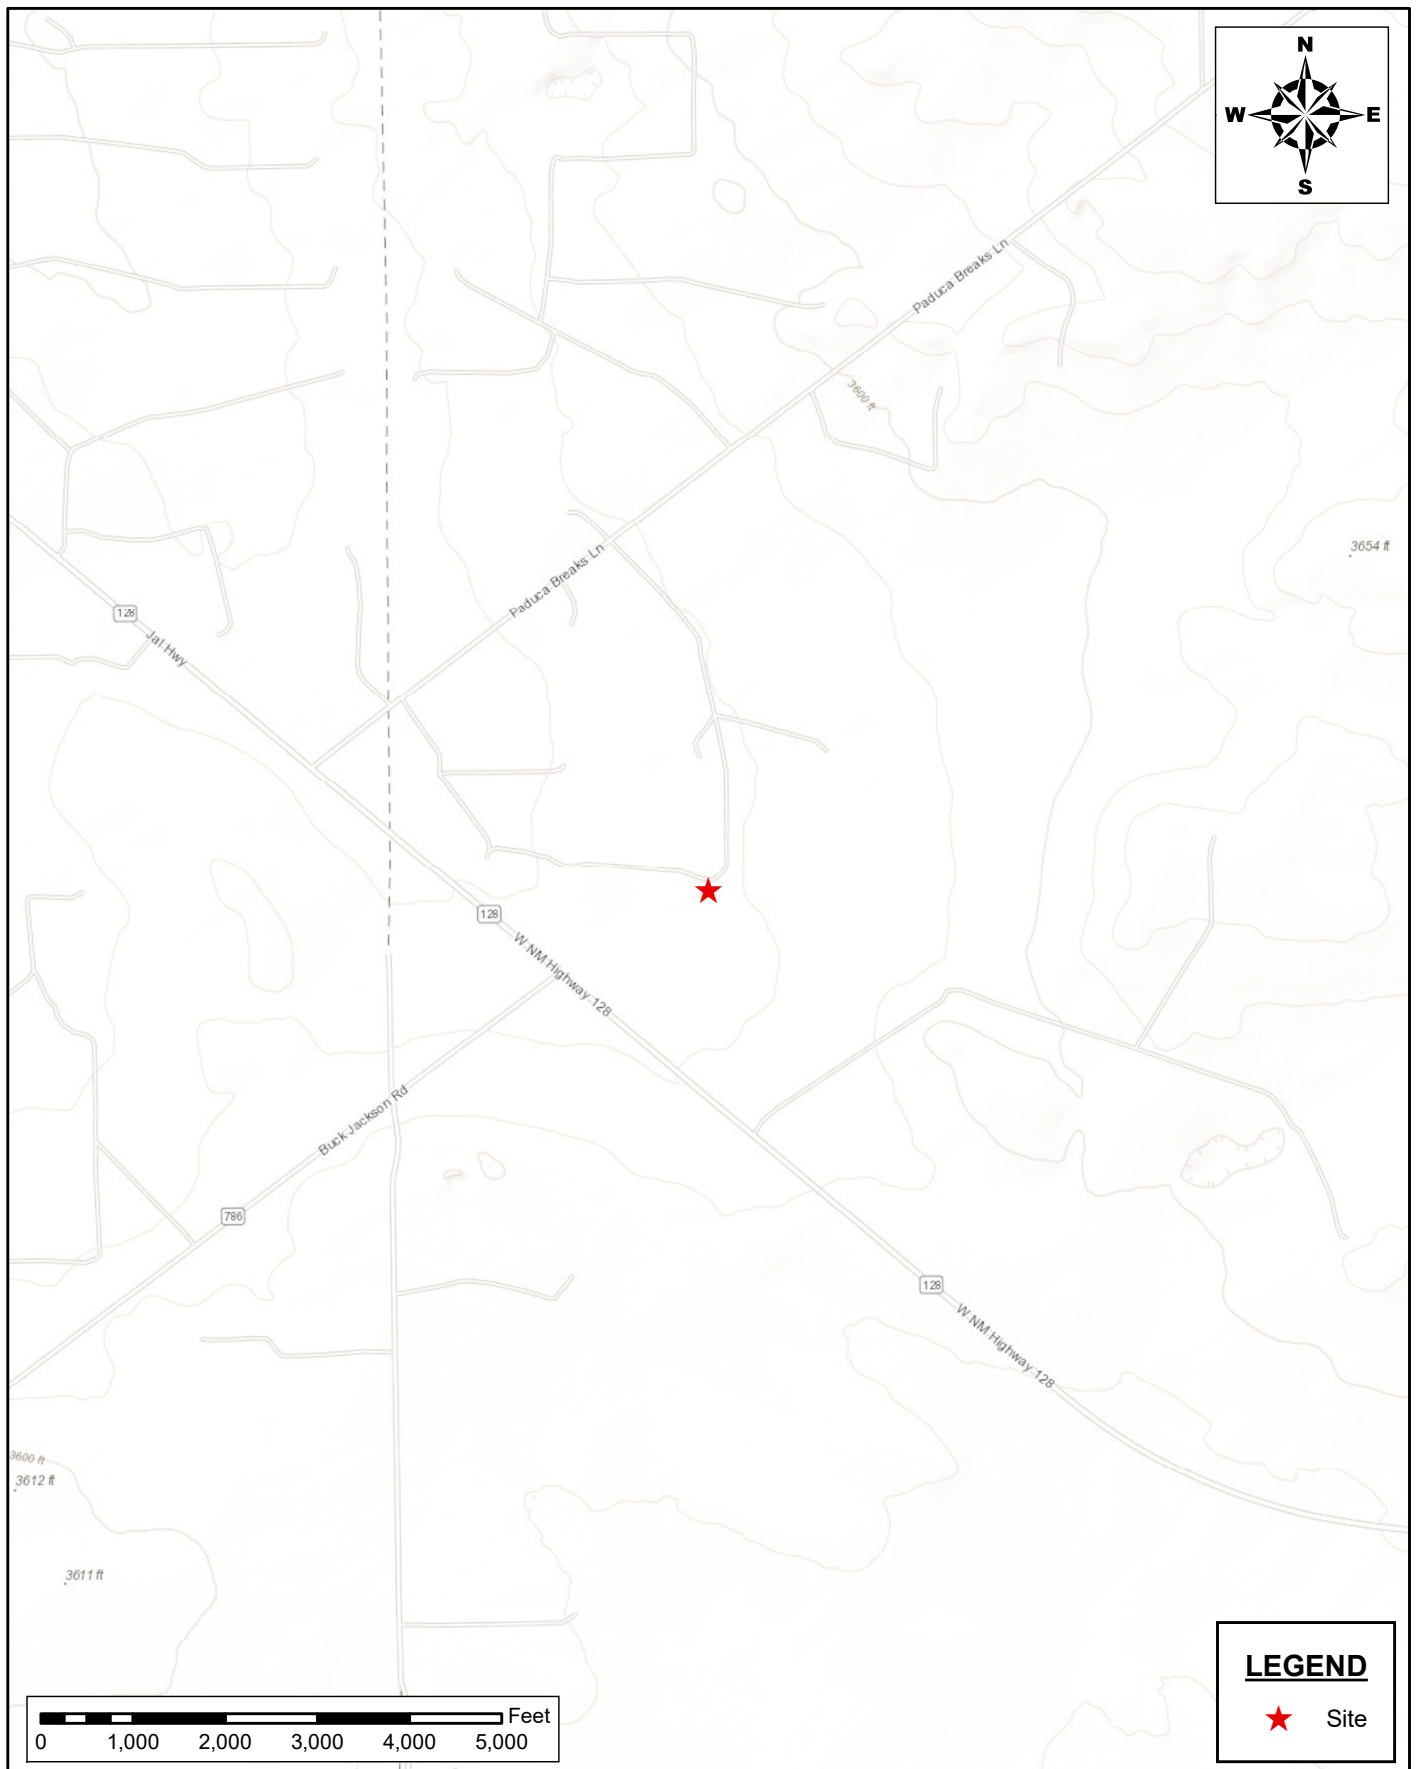 N
W E
S
Paduca Breaks Ln
3600 ft
3654 ft
Paduca Breaks Ln
128
Jal Hwy
128
W NM Highway 128
Buck Jackson Rd
786
128
W NM Highway 128
3600 ft
3612 ft
3611 ft
LEGEND
Site
Feet
0 1,000 2,000 3,000 4,000 5,000